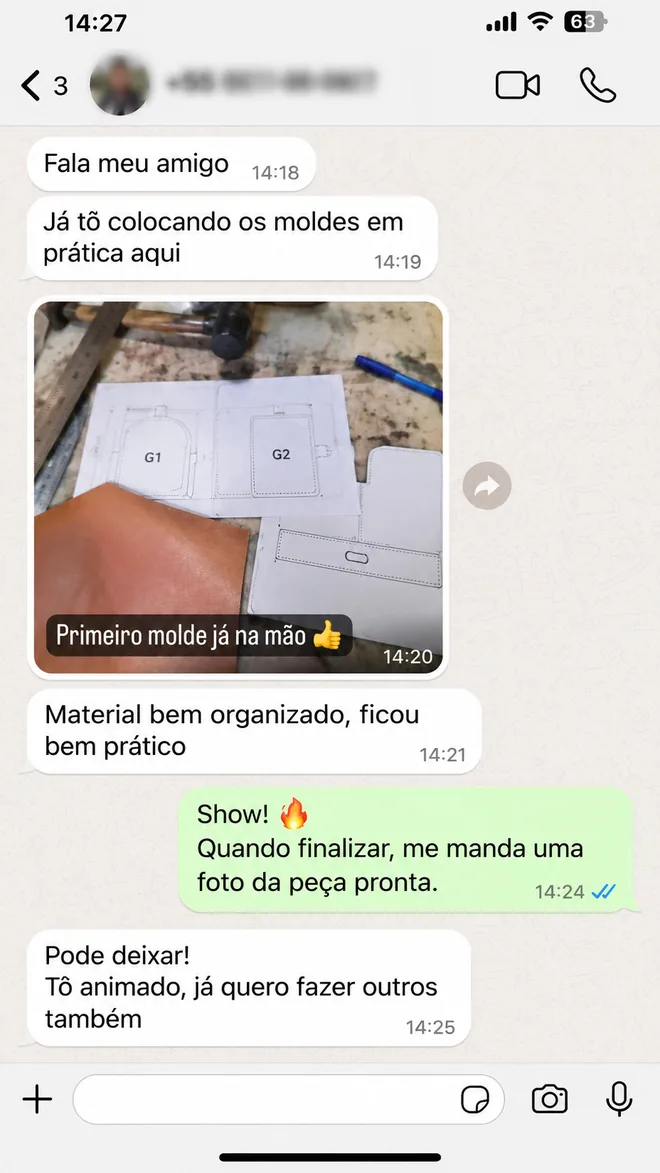 14:27
63
3
+55
Fala meu amigo
14:18
Já tô colocando os moldes em
prática aqui
14:19
G1
G2
Primeiro molde já na mão 👍
14:20
Material bem organizado, ficou
bem prático
14:21
Show! 🔥
Quando finalizar, me manda uma
foto da peça pronta.
14:24
Pode deixar!
Tô animado, já quero fazer outros
também
14:25